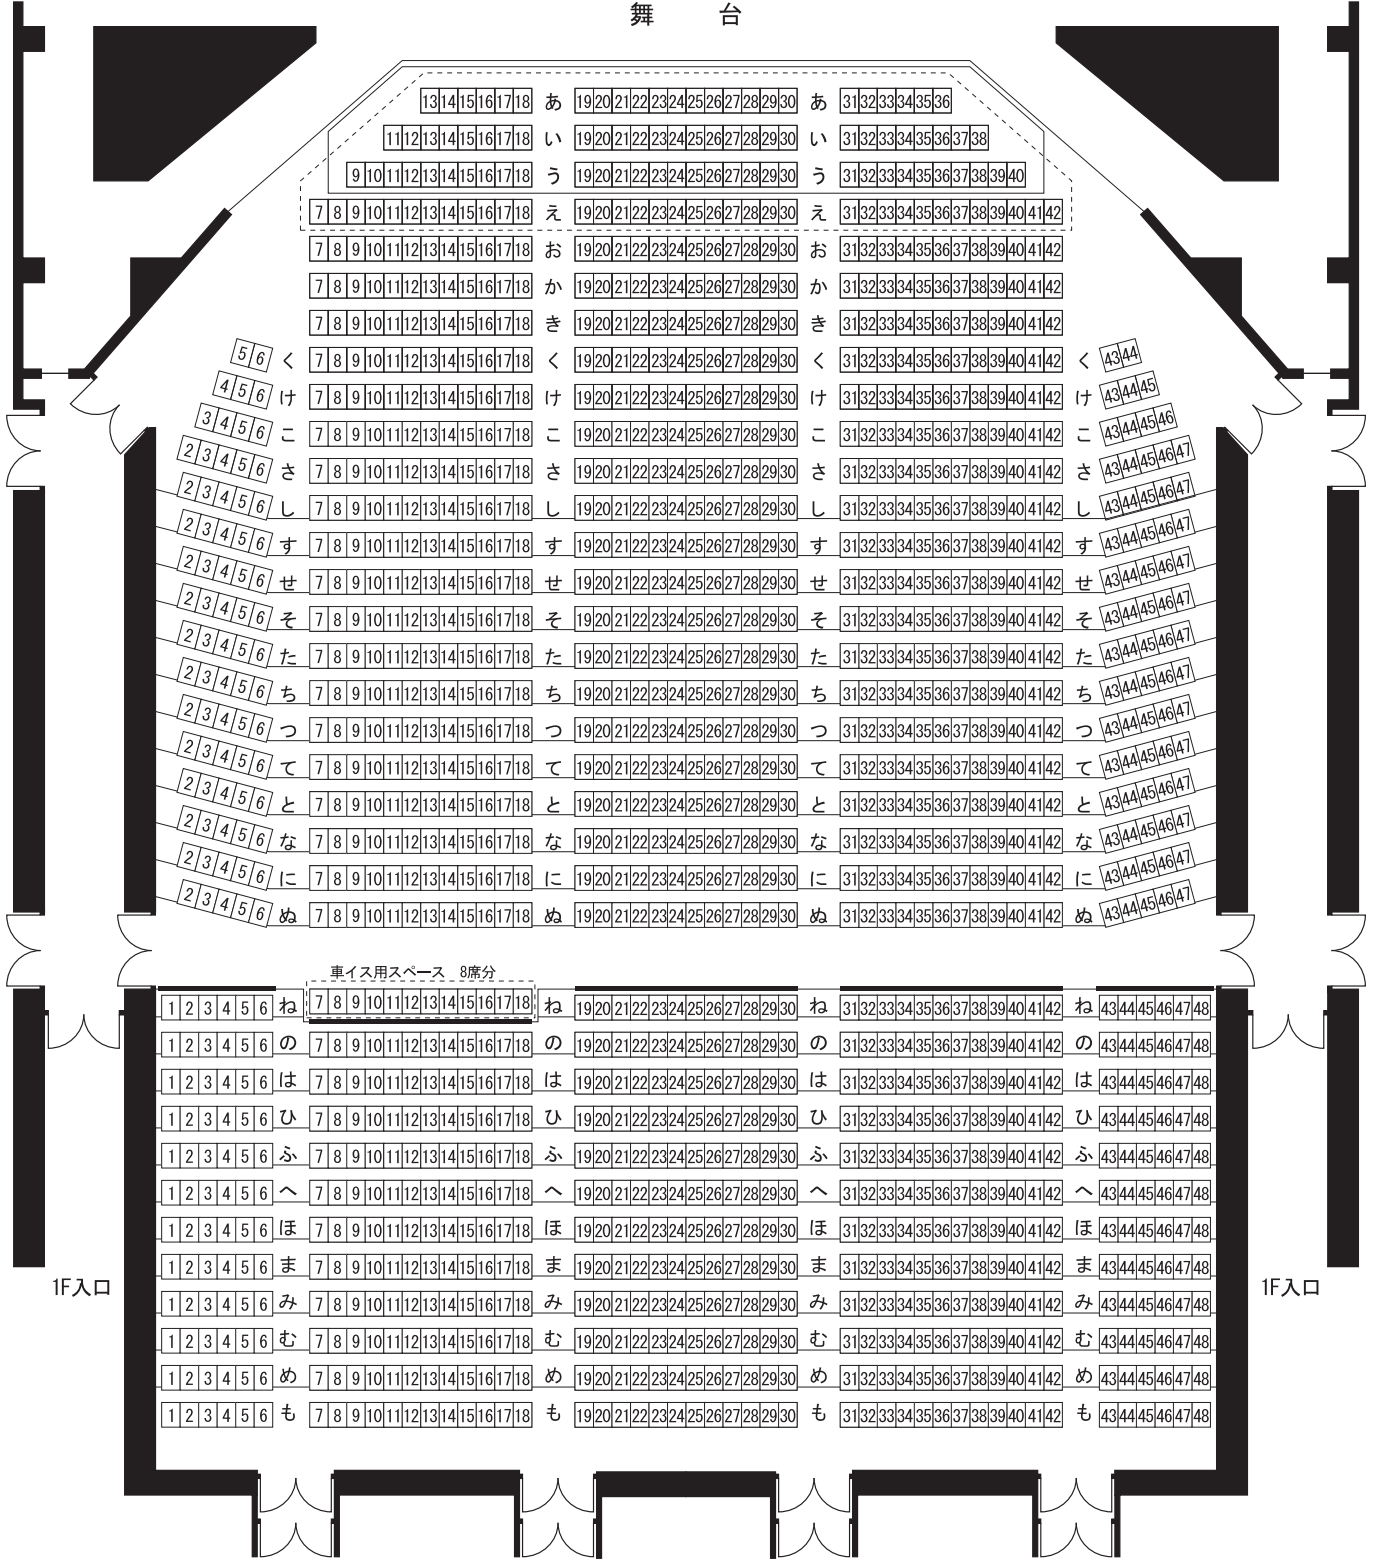 舞 台
13 14 15 16 17 18 あ 19 20 21 22 23 24 25 26 27 28 29 30 あ 31 32 33 34 35 36
11 12 13 14 15 16 17 18 い 19 20 21 22 23 24 25 26 27 28 29 30 い 31 32 33 34 35 36 37 38
9 10 11 12 13 14 15 16 17 18 う 19 20 21 22 23 24 25 26 27 28 29 30 う 31 32 33 34 35 36 37 38 39 40
7 8 9 10 11 12 13 14 15 16 17 18 え 19 20 21 22 23 24 25 26 27 28 29 30 え 31 32 33 34 35 36 37 38 39 40 41 42
7 8 9 10 11 12 13 14 15 16 17 18 お 19 20 21 22 23 24 25 26 27 28 29 30 お 31 32 33 34 35 36 37 38 39 40 41 42
7 8 9 10 11 12 13 14 15 16 17 18 か 19 20 21 22 23 24 25 26 27 28 29 30 か 31 32 33 34 35 36 37 38 39 40 41 42
7 8 9 10 11 12 13 14 15 16 17 18 き 19 20 21 22 23 24 25 26 27 28 29 30 き 31 32 33 34 35 36 37 38 39 40 41 42
5 6 く 7 8 9 10 11 12 13 14 15 16 17 18 く 19 20 21 22 23 24 25 26 27 28 29 30 く 31 32 33 34 35 36 37 38 39 40 41 42 く 43 44
4 5 6 け 7 8 9 10 11 12 13 14 15 16 17 18 け 19 20 21 22 23 24 25 26 27 28 29 30 け 31 32 33 34 35 36 37 38 39 40 41 42 け 43 44 45
3 4 5 6 こ 7 8 9 10 11 12 13 14 15 16 17 18 こ 19 20 21 22 23 24 25 26 27 28 29 30 こ 31 32 33 34 35 36 37 38 39 40 41 42 こ 43 44 45 46
2 3 4 5 6 さ 7 8 9 10 11 12 13 14 15 16 17 18 さ 19 20 21 22 23 24 25 26 27 28 29 30 さ 31 32 33 34 35 36 37 38 39 40 41 42 さ 43 44 45 46 47
2 3 4 5 6 し 7 8 9 10 11 12 13 14 15 16 17 18 し 19 20 21 22 23 24 25 26 27 28 29 30 し 31 32 33 34 35 36 37 38 39 40 41 42 し 43 44 45 46 47
2 3 4 5 6 す 7 8 9 10 11 12 13 14 15 16 17 18 す 19 20 21 22 23 24 25 26 27 28 29 30 す 31 32 33 34 35 36 37 38 39 40 41 42 す 43 44 45 46 47
2 3 4 5 6 せ 7 8 9 10 11 12 13 14 15 16 17 18 せ 19 20 21 22 23 24 25 26 27 28 29 30 せ 31 32 33 34 35 36 37 38 39 40 41 42 せ 43 44 45 46 47
2 3 4 5 6 そ 7 8 9 10 11 12 13 14 15 16 17 18 そ 19 20 21 22 23 24 25 26 27 28 29 30 そ 31 32 33 34 35 36 37 38 39 40 41 42 そ 43 44 45 46 47
2 3 4 5 6 た 7 8 9 10 11 12 13 14 15 16 17 18 た 19 20 21 22 23 24 25 26 27 28 29 30 た 31 32 33 34 35 36 37 38 39 40 41 42 た 43 44 45 46 47
2 3 4 5 6 ち 7 8 9 10 11 12 13 14 15 16 17 18 ち 19 20 21 22 23 24 25 26 27 28 29 30 ち 31 32 33 34 35 36 37 38 39 40 41 42 ち 43 44 45 46 47
2 3 4 5 6 つ 7 8 9 10 11 12 13 14 15 16 17 18 つ 19 20 21 22 23 24 25 26 27 28 29 30 つ 31 32 33 34 35 36 37 38 39 40 41 42 つ 43 44 45 46 47
2 3 4 5 6 て 7 8 9 10 11 12 13 14 15 16 17 18 て 19 20 21 22 23 24 25 26 27 28 29 30 て 31 32 33 34 35 36 37 38 39 40 41 42 て 43 44 45 46 47
2 3 4 5 6 と 7 8 9 10 11 12 13 14 15 16 17 18 と 19 20 21 22 23 24 25 26 27 28 29 30 と 31 32 33 34 35 36 37 38 39 40 41 42 と 43 44 45 46 47
2 3 4 5 6 な 7 8 9 10 11 12 13 14 15 16 17 18 な 19 20 21 22 23 24 25 26 27 28 29 30 な 31 32 33 34 35 36 37 38 39 40 41 42 な 43 44 45 46 47
2 3 4 5 6 に 7 8 9 10 11 12 13 14 15 16 17 18 に 19 20 21 22 23 24 25 26 27 28 29 30 に 31 32 33 34 35 36 37 38 39 40 41 42 に 43 44 45 46 47
2 3 4 5 6 ぬ 7 8 9 10 11 12 13 14 15 16 17 18 ぬ 19 20 21 22 23 24 25 26 27 28 29 30 ぬ 31 32 33 34 35 36 37 38 39 40 41 42 ぬ 43 44 45 46 47
車イス用スペース 8席分
1 2 3 4 5 6 ね 7 8 9 10 11 12 13 14 15 16 17 18 ね 19 20 21 22 23 24 25 26 27 28 29 30 ね 31 32 33 34 35 36 37 38 39 40 41 42 ね 43 44 45 46 47 48
1 2 3 4 5 6 の 7 8 9 10 11 12 13 14 15 16 17 18 の 19 20 21 22 23 24 25 26 27 28 29 30 の 31 32 33 34 35 36 37 38 39 40 41 42 の 43 44 45 46 47 48
1 2 3 4 5 6 は 7 8 9 10 11 12 13 14 15 16 17 18 は 19 20 21 22 23 24 25 26 27 28 29 30 は 31 32 33 34 35 36 37 38 39 40 41 42 は 43 44 45 46 47 48
1 2 3 4 5 6 ひ 7 8 9 10 11 12 13 14 15 16 17 18 ひ 19 20 21 22 23 24 25 26 27 28 29 30 ひ 31 32 33 34 35 36 37 38 39 40 41 42 ひ 43 44 45 46 47 48
1 2 3 4 5 6 ふ 7 8 9 10 11 12 13 14 15 16 17 18 ふ 19 20 21 22 23 24 25 26 27 28 29 30 ふ 31 32 33 34 35 36 37 38 39 40 41 42 ふ 43 44 45 46 47 48
1 2 3 4 5 6 へ 7 8 9 10 11 12 13 14 15 16 17 18 へ 19 20 21 22 23 24 25 26 27 28 29 30 へ 31 32 33 34 35 36 37 38 39 40 41 42 へ 43 44 45 46 47 48
1 2 3 4 5 6 ほ 7 8 9 10 11 12 13 14 15 16 17 18 ほ 19 20 21 22 23 24 25 26 27 28 29 30 ほ 31 32 33 34 35 36 37 38 39 40 41 42 ほ 43 44 45 46 47 48
1 2 3 4 5 6 ま 7 8 9 10 11 12 13 14 15 16 17 18 ま 19 20 21 22 23 24 25 26 27 28 29 30 ま 31 32 33 34 35 36 37 38 39 40 41 42 ま 43 44 45 46 47 48
1F入口 1F入口
1 2 3 4 5 6 み 7 8 9 10 11 12 13 14 15 16 17 18 み 19 20 21 22 23 24 25 26 27 28 29 30 み 31 32 33 34 35 36 37 38 39 40 41 42 み 43 44 45 46 47 48
1 2 3 4 5 6 む 7 8 9 10 11 12 13 14 15 16 17 18 む 19 20 21 22 23 24 25 26 27 28 29 30 む 31 32 33 34 35 36 37 38 39 40 41 42 む 43 44 45 46 47 48
1 2 3 4 5 6 め 7 8 9 10 11 12 13 14 15 16 17 18 め 19 20 21 22 23 24 25 26 27 28 29 30 め 31 32 33 34 35 36 37 38 39 40 41 42 め 43 44 45 46 47 48
1 2 3 4 5 6 も 7 8 9 10 11 12 13 14 15 16 17 18 も 19 20 21 22 23 24 25 26 27 28 29 30 も 31 32 33 34 35 36 37 38 39 40 41 42 も 43 44 45 46 47 48